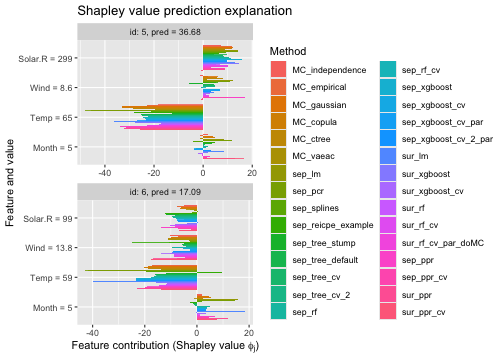 Shapley value prediction explanation
id: 5, pred = 36.68
Solar.R = 299
Wind = 8.6
Temp = 65
Month = 5
-40
-20
0
20
id: 6, pred = 17.09
Solar.R = 99
Wind = 13.8
Temp = 59
Month = 5
-40
-20
0
20
Feature contribution (Shapley value ϕj)
Feature and value
Method
MC_independence
MC_empirical
MC_gaussian
MC_copula
MC_ctree
MC_vaeac
sep_lm
sep_pcr
sep_splines
sep_reicpe_example
sep_tree_stump
sep_tree_default
sep_tree_cv
sep_tree_cv_2
sep_rf
sep_rf_cv
sep_xgboost
sep_xgboost_cv
sep_xgboost_cv_par
sep_xgboost_cv_2_par
sur_lm
sur_xgboost
sur_xgboost_cv
sur_rf
sur_rf_cv
sur_rf_cv_par_doMC
sep_ppr
sep_ppr_cv
sur_ppr
sur_ppr_cv